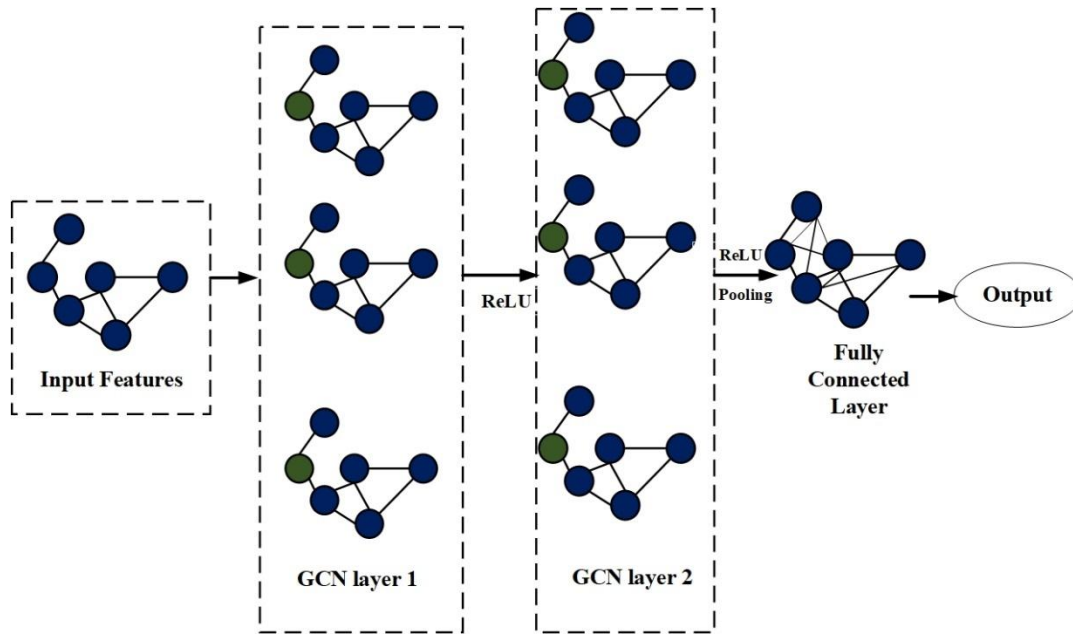 Input Features
GCN layer 1
ReLU
GCN layer 2
ReLU
Pooling
Fully
Connected
Layer
Output